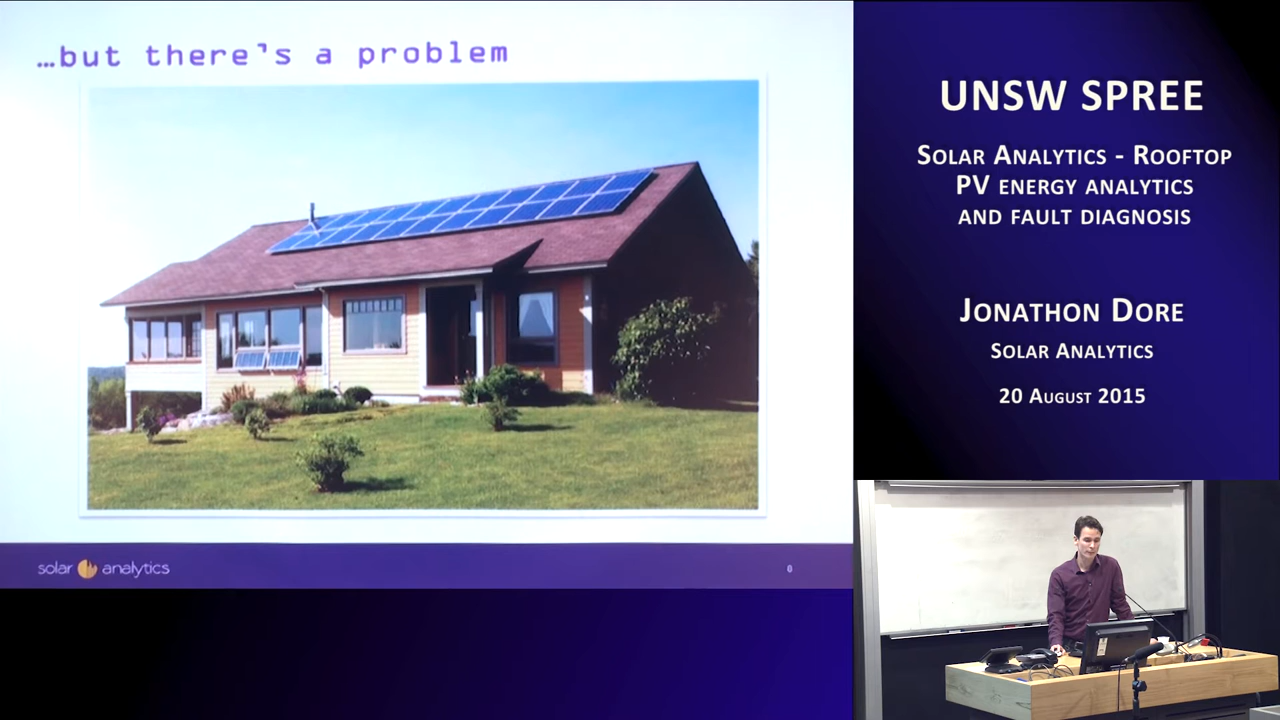 …but there's a problem
solar analytics
0
UNSW SPREE
Solar Analytics - Rooftop
PV energy analytics
and fault diagnosis
Jonathon Dore
Solar Analytics
20 August 2015